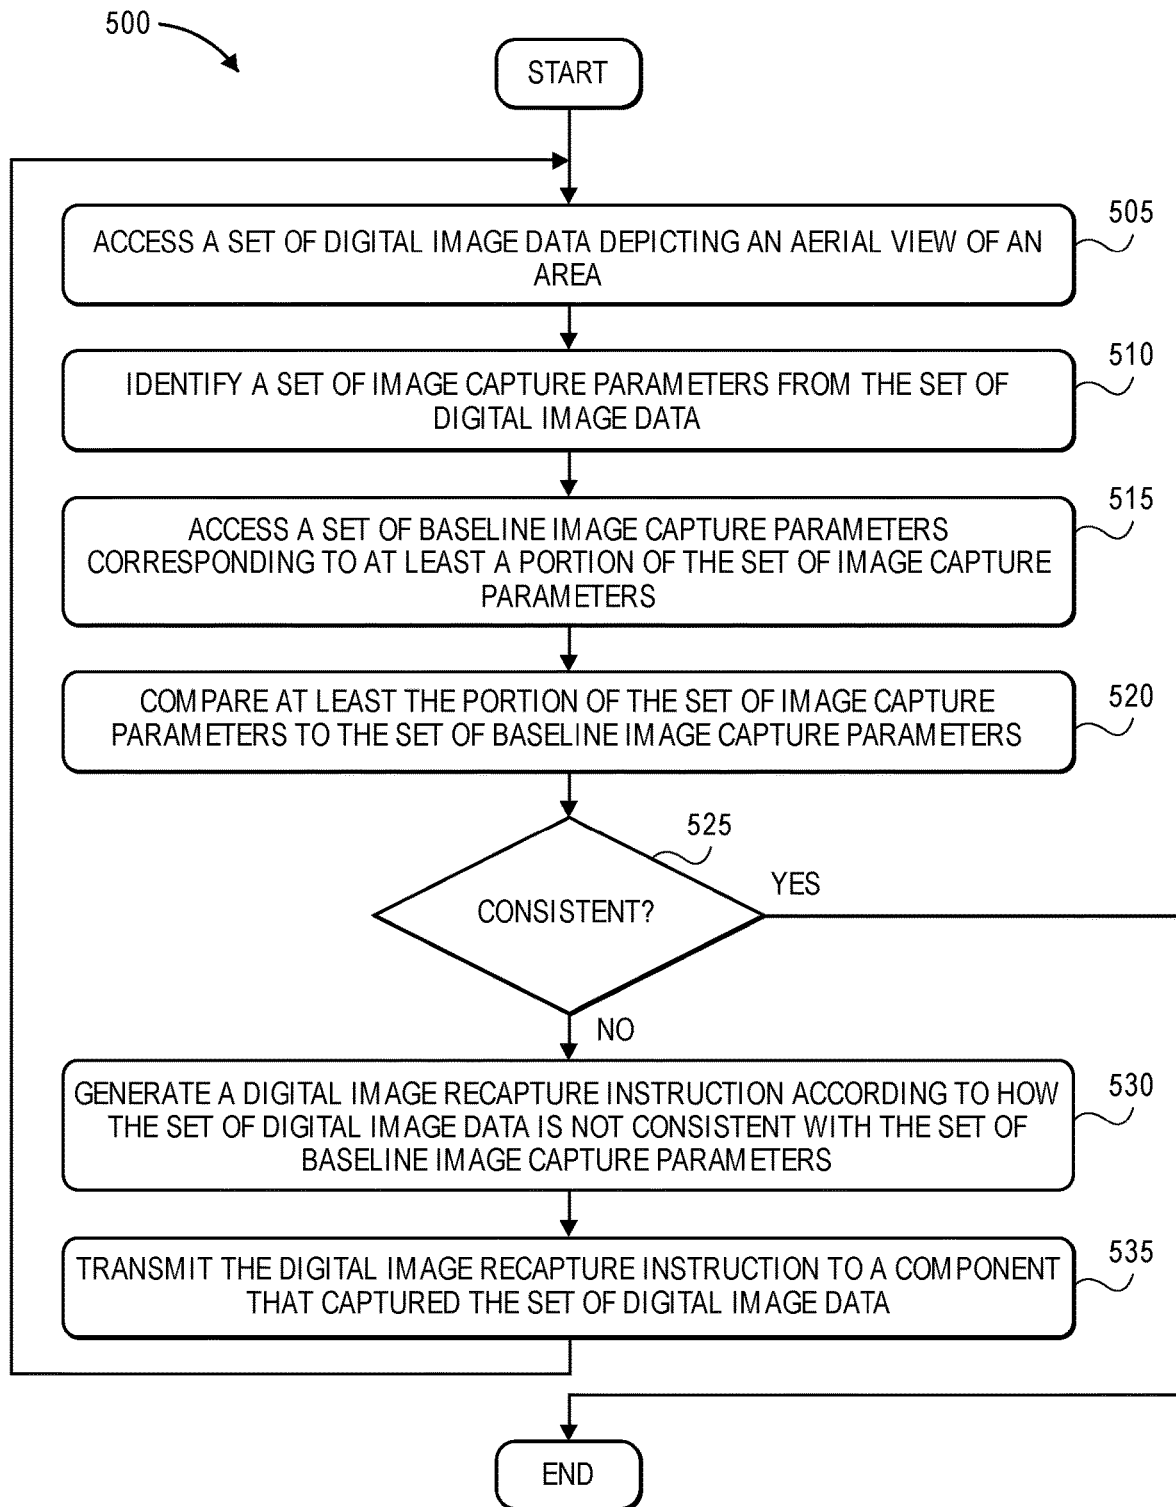 500
START
505
ACCESS A SET OF DIGITAL IMAGE DATA DEPICTING AN AERIAL VIEW OF AN
AREA
510
IDENTIFY A SET OF IMAGE CAPTURE PARAMETERS FROM THE SET OF
DIGITAL IMAGE DATA
515
ACCESS A SET OF BASELINE IMAGE CAPTURE PARAMETERS
CORRESPONDING TO AT LEAST A PORTION OF THE SET OF IMAGE CAPTURE
PARAMETERS
520
COMPARE AT LEAST THE PORTION OF THE SET OF IMAGE CAPTURE
PARAMETERS TO THE SET OF BASELINE IMAGE CAPTURE PARAMETERS
525
YES
CONSISTENT?
NO
530
GENERATE A DIGITAL IMAGE RECAPTURE INSTRUCTION ACCORDING TO HOW
THE SET OF DIGITAL IMAGE DATA IS NOT CONSISTENT WITH THE SET OF
BASELINE IMAGE CAPTURE PARAMETERS
535
TRANSMIT THE DIGITAL IMAGE RECAPTURE INSTRUCTION TO A COMPONENT
THAT CAPTURED THE SET OF DIGITAL IMAGE DATA
END